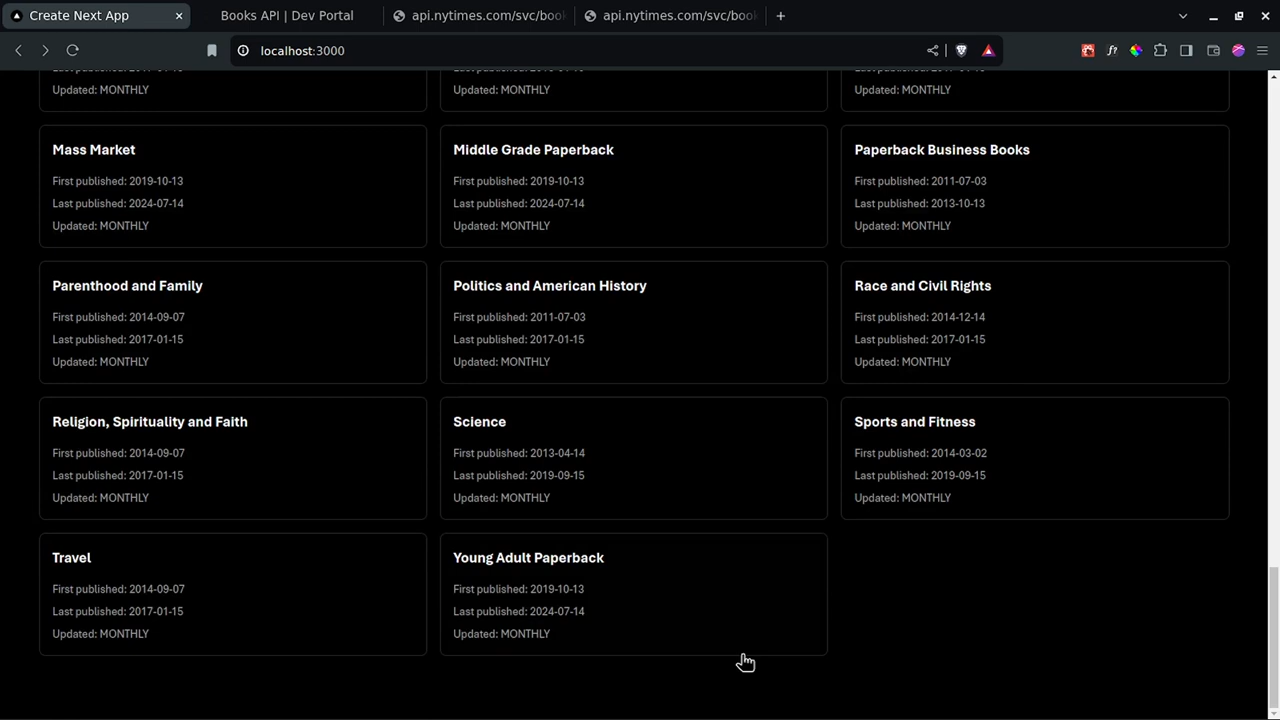 Create Next App
Books API | Dev Portal
api.nytimes.com/svc/boo
api.nytimes.com/svc/boo
localhost:3000
Updated: MONTHLY
Updated: MONTHLY
Updated: MONTHLY
Mass Market
First published: 2019-10-13
Last published: 2024-07-14
Updated: MONTHLY
Middle Grade Paperback
First published: 2019-10-13
Last published: 2024-07-14
Updated: MONTHLY
Paperback Business Books
First published: 2011-07-03
Last published: 2013-10-13
Updated: MONTHLY
Parenthood and Family
First published: 2014-09-07
Last published: 2017-01-15
Updated: MONTHLY
Politics and American History
First published: 2011-07-03
Last published: 2017-01-15
Updated: MONTHLY
Race and Civil Rights
First published: 2014-12-14
Last published: 2017-01-15
Updated: MONTHLY
Religion, Spirituality and Faith
First published: 2014-09-07
Last published: 2017-01-15
Updated: MONTHLY
Science
First published: 2013-04-14
Last published: 2019-09-15
Updated: MONTHLY
Sports and Fitness
First published: 2014-03-02
Last published: 2019-09-15
Updated: MONTHLY
Travel
First published: 2014-09-07
Last published: 2017-01-15
Updated: MONTHLY
Young Adult Paperback
First published: 2019-10-13
Last published: 2024-07-14
Updated: MONTHLY